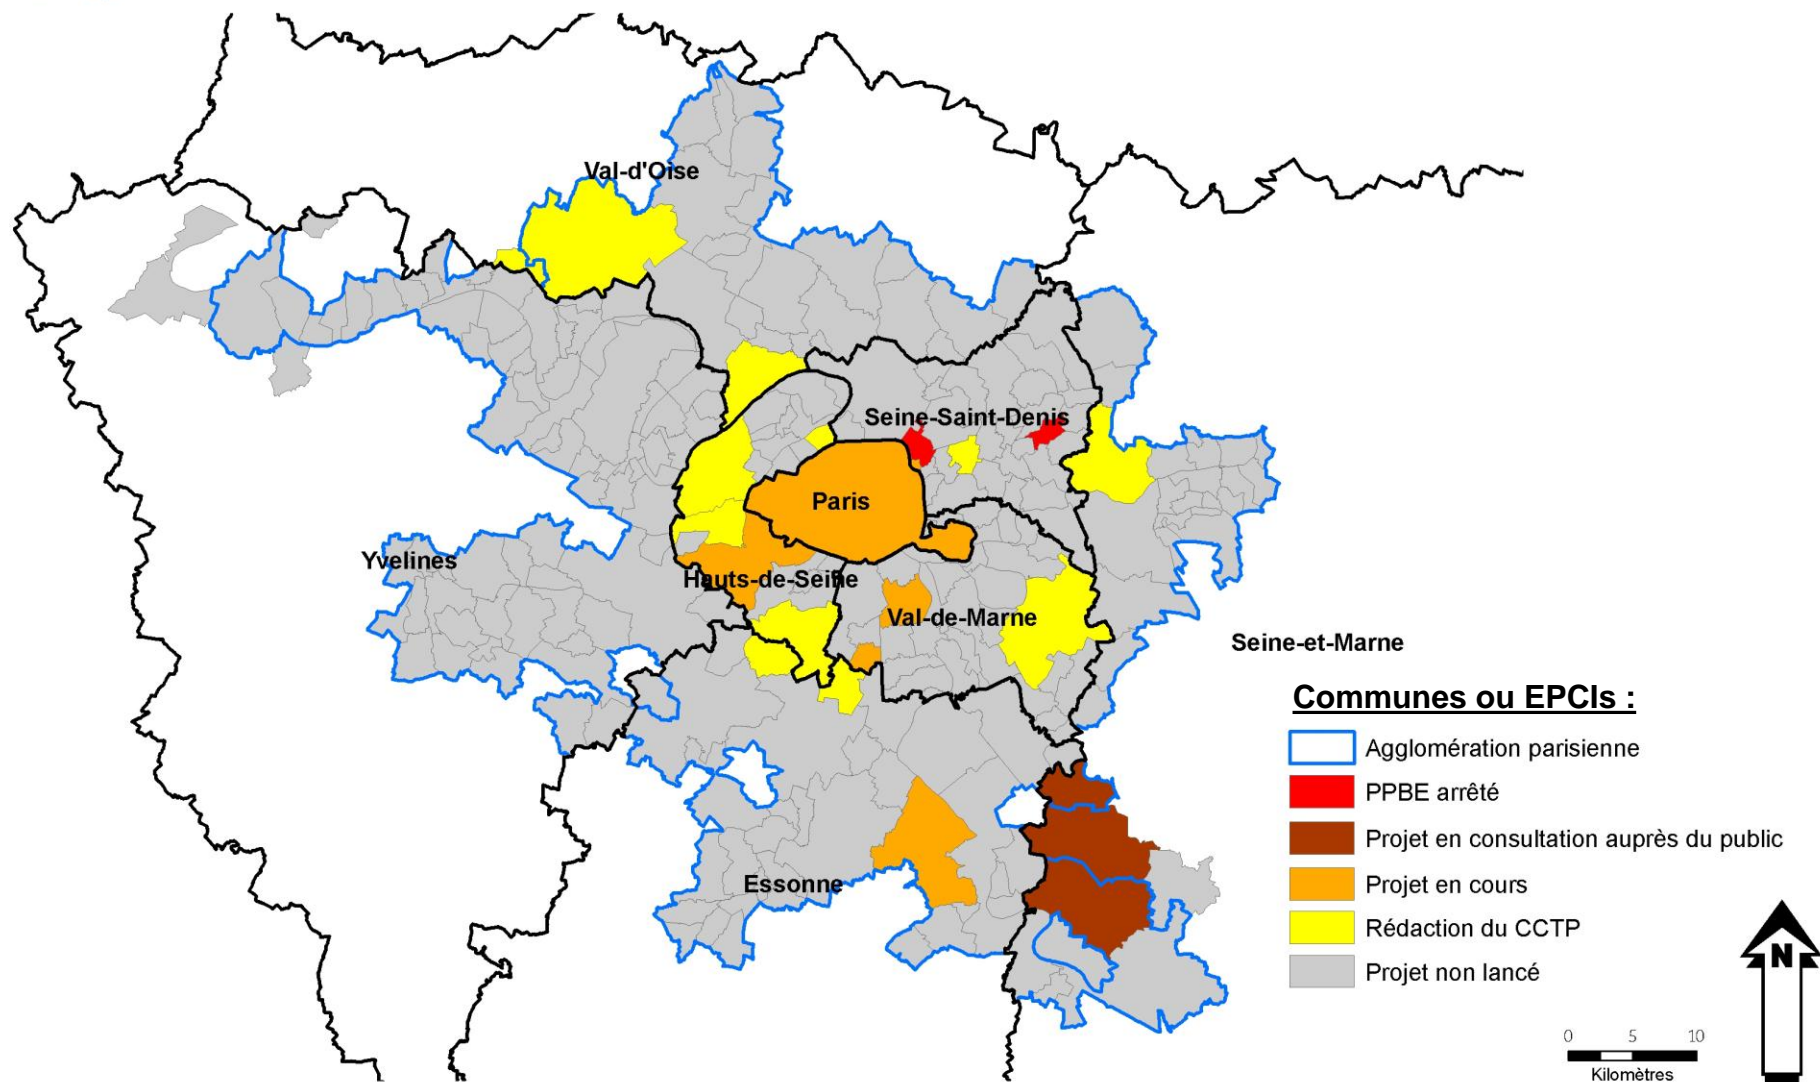 Val-d'Oise
Seine-Saint-Denis
Paris
Yvelines
Hauts-de-Seine
Val-de-Marne
Seine-et-Marne
Essonne
Communes ou EPCIs :
Agglomération parisienne
PPBE arrêté
Projet en consultation auprès du public
Projet en cours
Rédaction du CCTP
Projet non lancé
N
0 5 10
Kilomètres